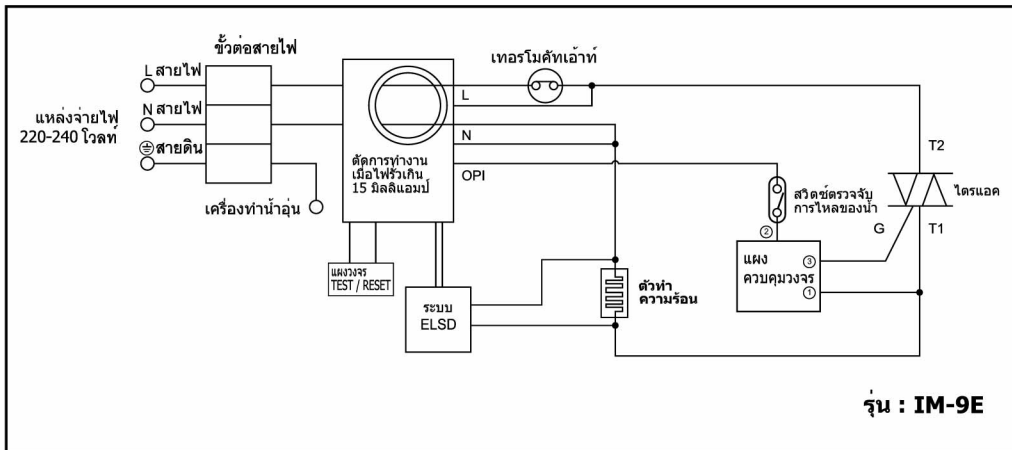 ขั้วต่อสายไฟ
เทอร์โมคัทเอ้าท์
L สายไฟ
L
แหล่งจ่ายไฟ
220-240 โวลท์
N สายไฟ
N
สายดิน
ตัดการทำงาน
เมื่อไฟรั่วเกิน
15 มิลลิแอมป์
OPI
T2
ไตรแอค
สวิตซ์ตรวจจับ
การไหลของน้ำ
เครื่องทำน้ำอุ่น
G
T1
②
แผง
ควบคุมวงจร
③
①
แผงวงจร
TEST / RESET
ระบบ
ELSD
ตัวทำ
ความร้อน
รุ่น : IM-9E